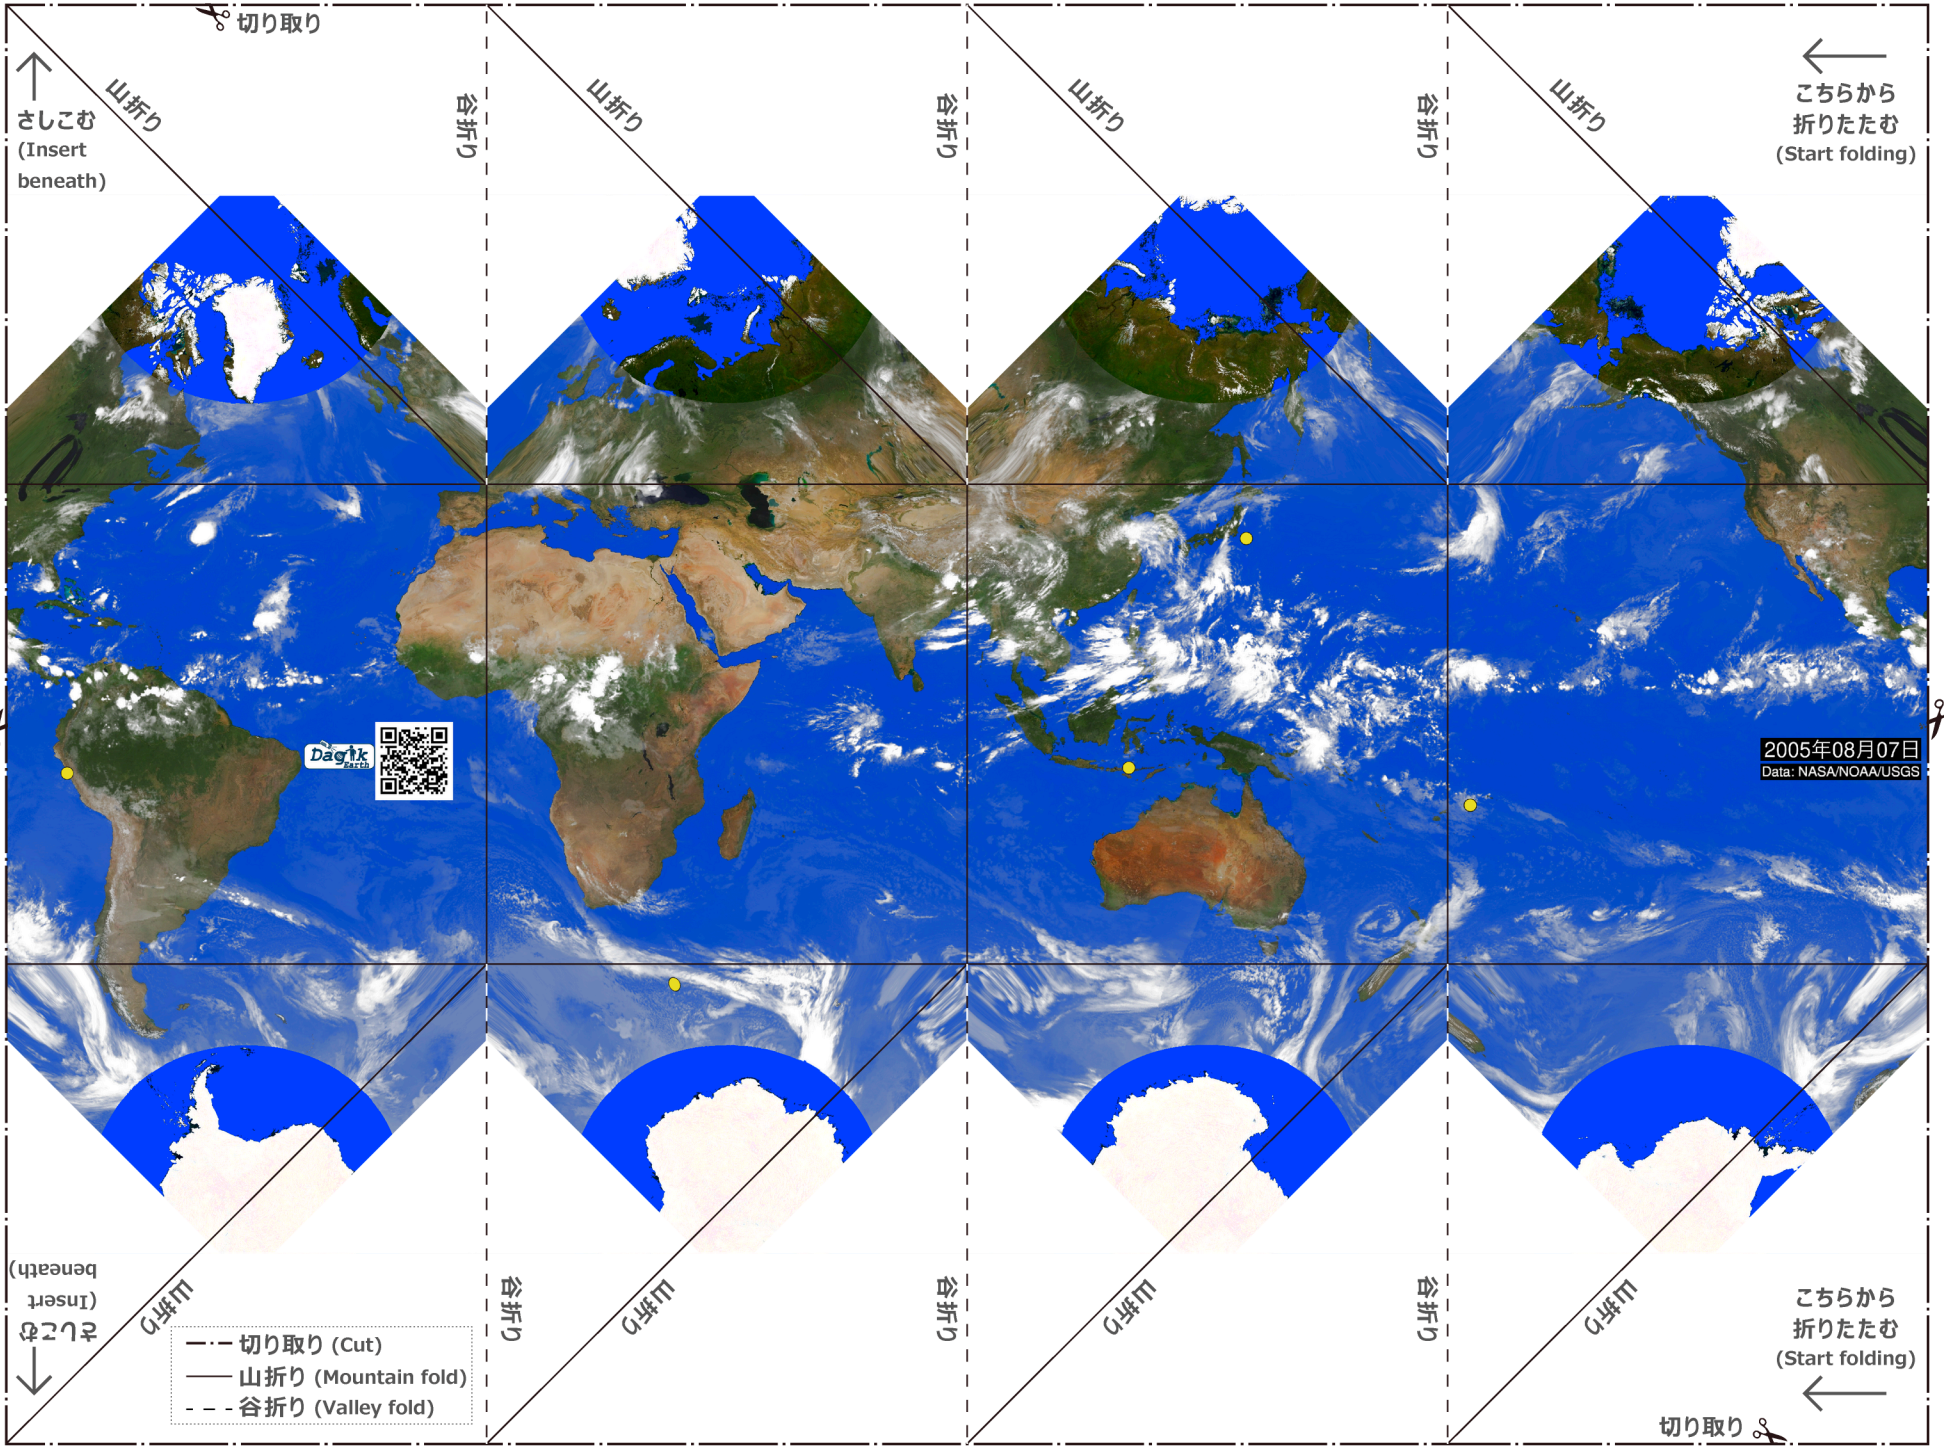 切り取り
山折り
谷折り
山折り
谷折り
山折り
谷折り
山折り
さしこむ
(Insert
beneath)
こちらから
折りたたむ
(Start folding)
Dagik
Earth
2005年08月07日
Data: NASA/NOAA/USGS
さしこむ
(Insert
beneath)
山折り
谷折り
山折り
谷折り
山折り
谷折り
山折り
こちらから
折りたたむ
(Start folding)
切り取り (Cut)
山折り (Mountain fold)
谷折り (Valley fold)
切り取り